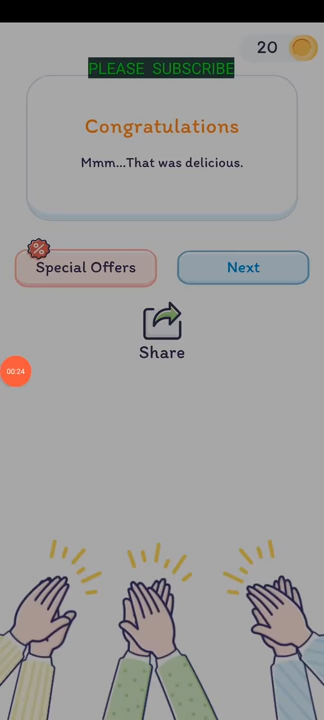 20
PLEASE SUBSCRIBE
Congratulations
Mmm...That was delicious.
%
Special Offers
Next
Share
00:24